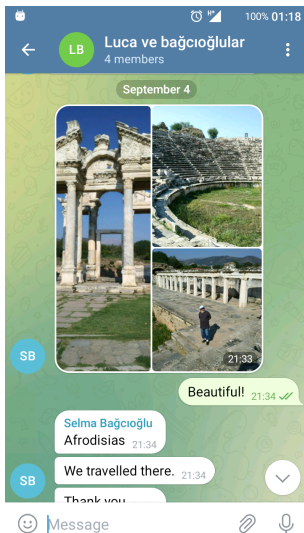 100% 01:18
LB
Luca ve bağcıoğlular
4 members
September 4
21:33
SB
Beautiful! 21:34
Selma Bağcıoğlu
Afrodisias 21:34
We travelled there. 21:34
SB
Thank you
Message